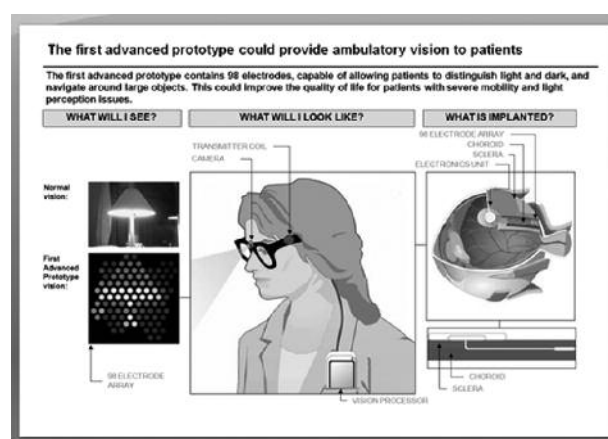 The first advanced prototype could provide ambulatory vision to patients
The first advanced prototype contains 98 electrodes, capable of allowing patients to distinguish light and dark, and
navigate around large objects. This could improve the quality of life for patients with severe mobility and light
perception issues.
WHAT WILL I SEE?
WHAT WILL I LOOK LIKE?
WHAT IS IMPLANTED?
Normal
vision:
First
Advanced
Prototype
vision:
98 ELECTRODE
ARRAY
TRANSMITTER COIL
CAMERA
VISION PROCESSOR
98 ELECTRODE ARRAY
CHOROID
SCLERA
ELECTRONICS UNIT
CHOROID
SCLERA